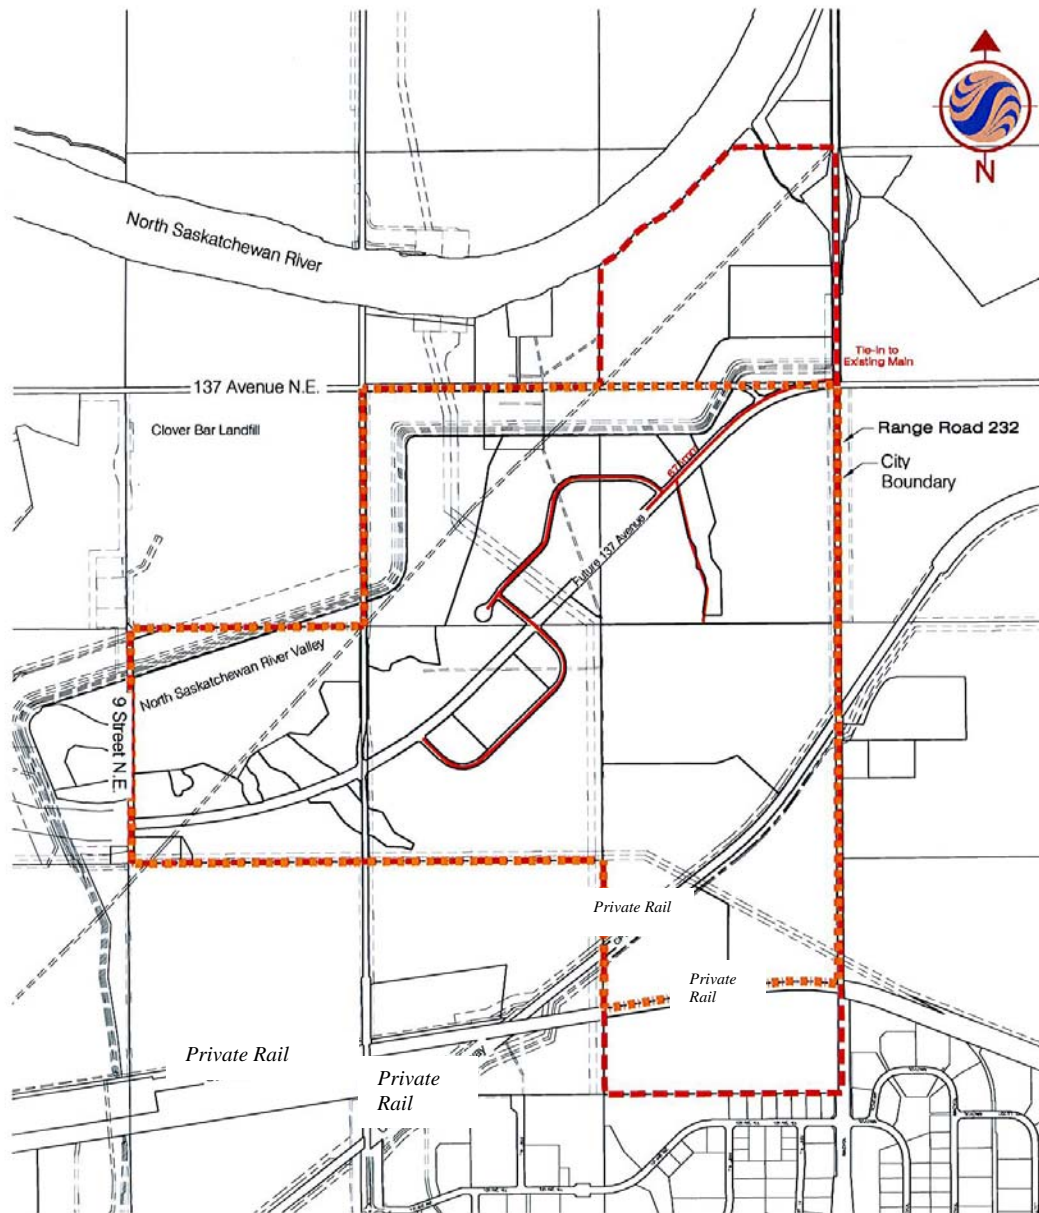 N
North Saskatchewan River
Tie-In to
Existing Main
137 Avenue N.E.
Clover Bar Landfill
Range Road 232
City
Boundary
Future 137 Avenue
North Saskatchewan River Valley
9 Street N.E.
Private Rail
Private
Rail
Private Rail
Private
Rail